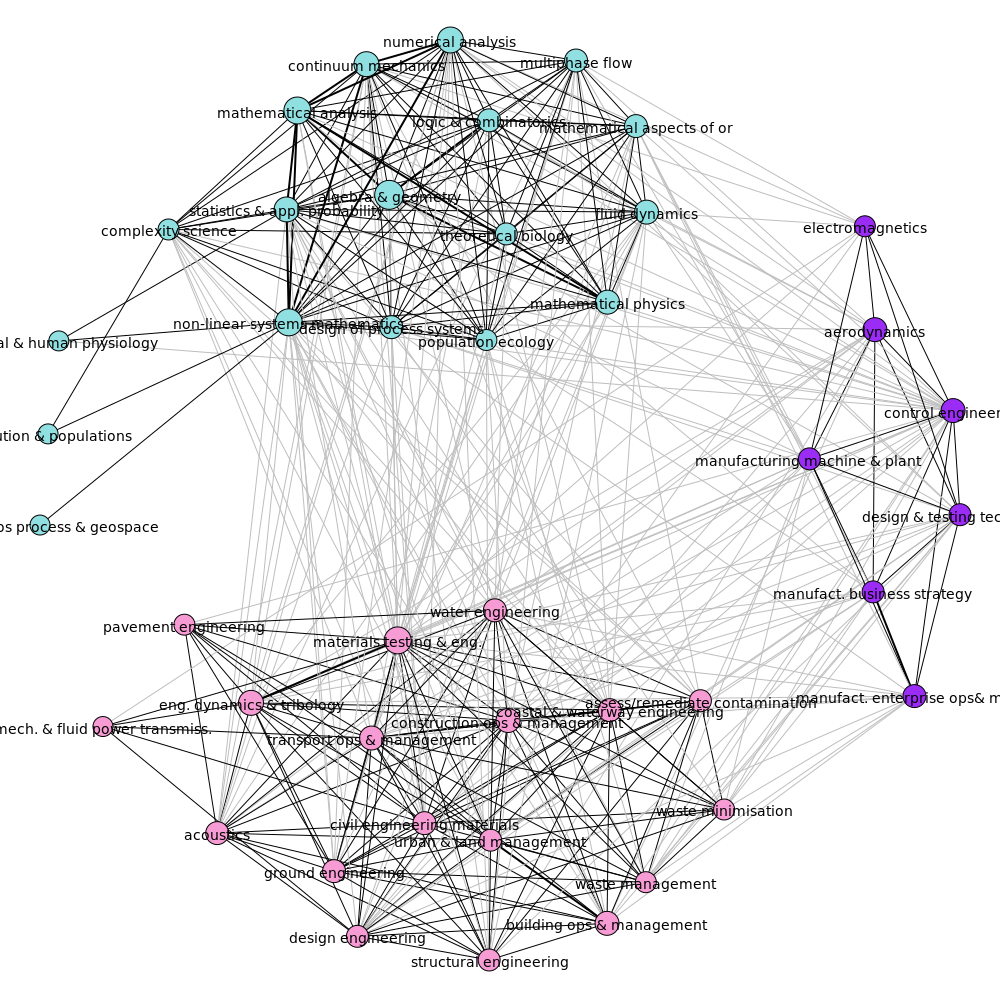 numerical analysis
continuum mechanics
multiphase flow
mathematical analysis
logic & combinatorics
mathematical aspects of or
algebra & geometry
statistics & appl. probability
fluid dynamics
complexity science
theoretical biology
electromagnetics
mathematical physics
non-linear systems mathematics
design of process systems
population ecology
aerodynamics
al & human physiology
control engineer
ution & populations
manufacturing machine & plant
design & testing tec
os process & geospace
manufact. business strategy
water engineering
pavement engineering
materials testing & eng.
manufact. enterprise ops& m
assess/remediate contamination
eng. dynamics & tribology
coastal & waterway engineering
construction ops & management
mech. & fluid power transmiss.
transport ops & management
waste minimisation
civil engineering materials
acoustics
urban & land management
ground engineering
waste management
building ops & management
design engineering
structural engineering